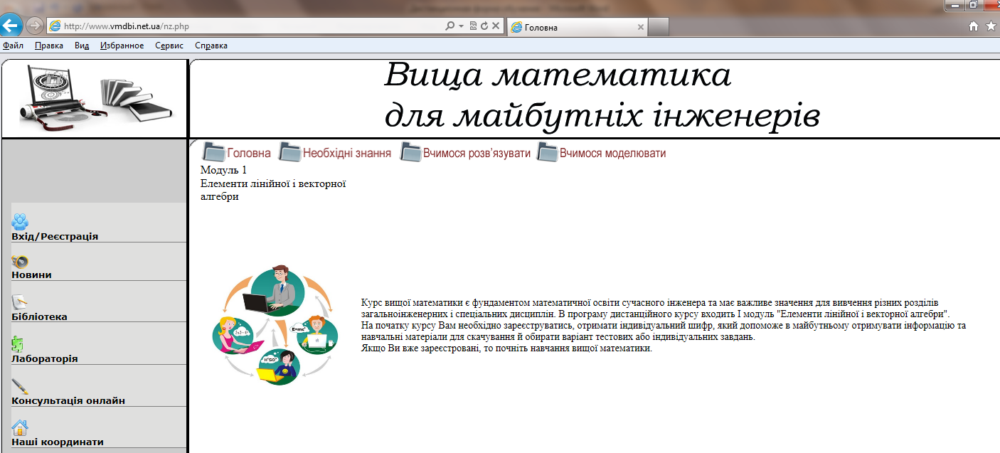 http://www.vmdbi.net.ua/nz.php
Головна
Файл Правка Вид Избранное Сервис Справка
Вища математика
для майбутніх інженерів
Головна Необхідні знання Вчимося розв'язувати Вчимося моделювати
Модуль 1
Елементи лінійної і векторної
алгебри
Вхід/Реєстрація
Новини
Бібліотека
Лабораторія
Консультація онлайн
Наші координати
2x2=4?
E=mc²
H²SO⁴
Курс вищої математики є фундаментом математичної освіти сучасного інженера та має важливе значення для вивчення різних розділів
загальноінженерних і спеціальних дисциплін. В програму дистанційного курсу входить І модуль "Елементи лінійної і векторної алгебри".
На початку курсу Вам необхідно зареєструватись, отримати індивідуальний шифр, який допоможе в майбутньому отримувати інформацію та
навчальні матеріали для скачування й обирати варіант тестових або індивідуальних завдань.
Якщо Ви вже зареєстровані, то почніть навчання вищої математики.